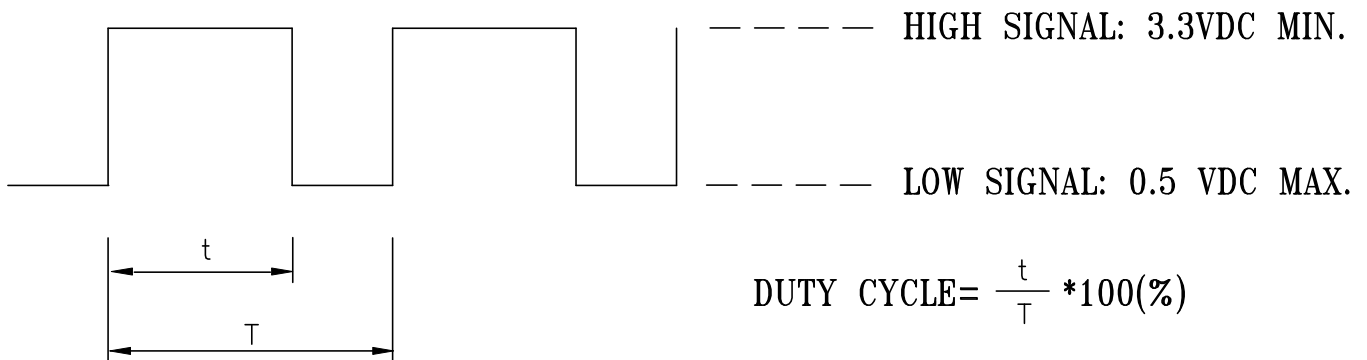 HIGH SIGNAL: 3.3VDC MIN.
LOW SIGNAL: 0.5 VDC MAX.
t
T
DUTY CYCLE= t/T *100(%)